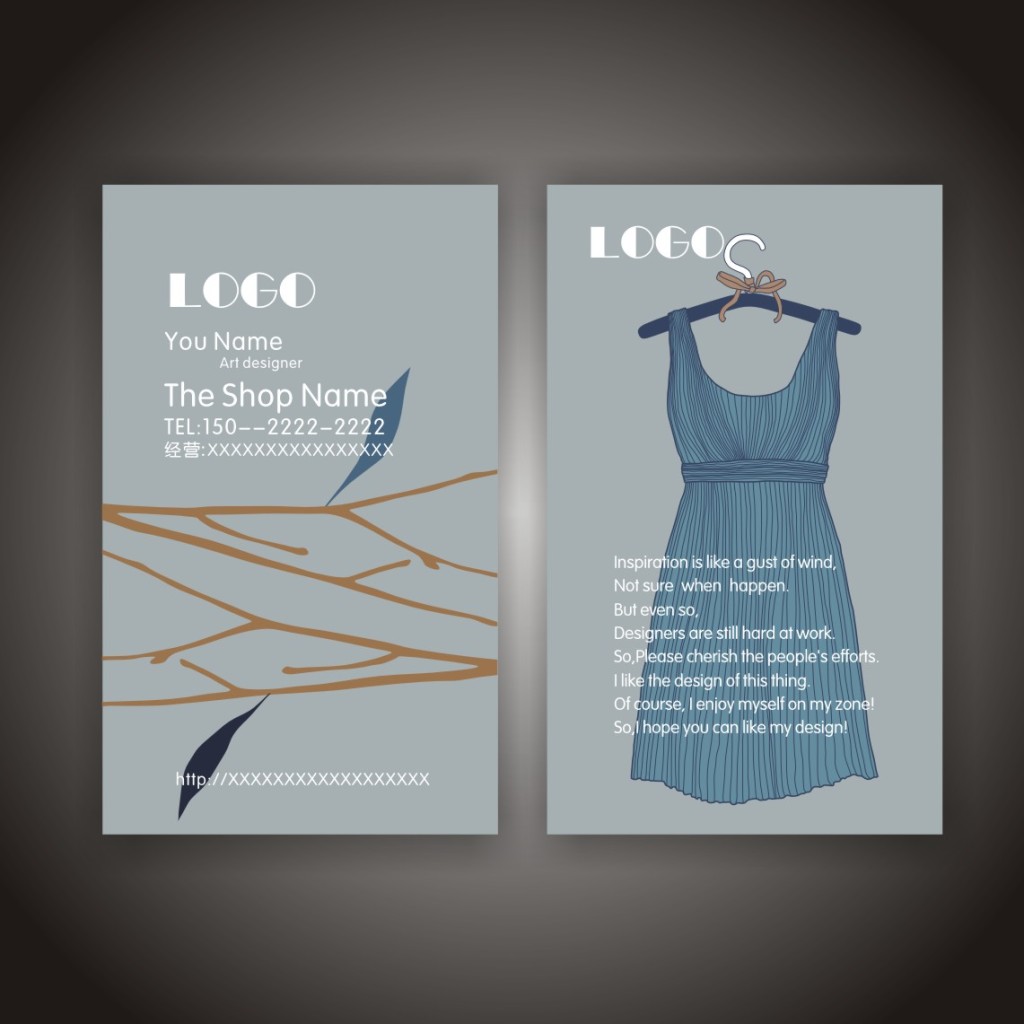 LOGO
You Name
Art designer
The Shop Name
TEL:150--2222-2222
经营:XXXXXXXXXXXXXXXX
http://XXXXXXXXXXXXXXXXXX
LOGO
Inspiration is like a gust of wind,
Not sure when happen.
But even so,
Designers are still hard at work.
So,Please cherish the people's efforts.
I like the design of this thing.
Of course, I enjoy myself on my zone!
So,I hope you can like my design!